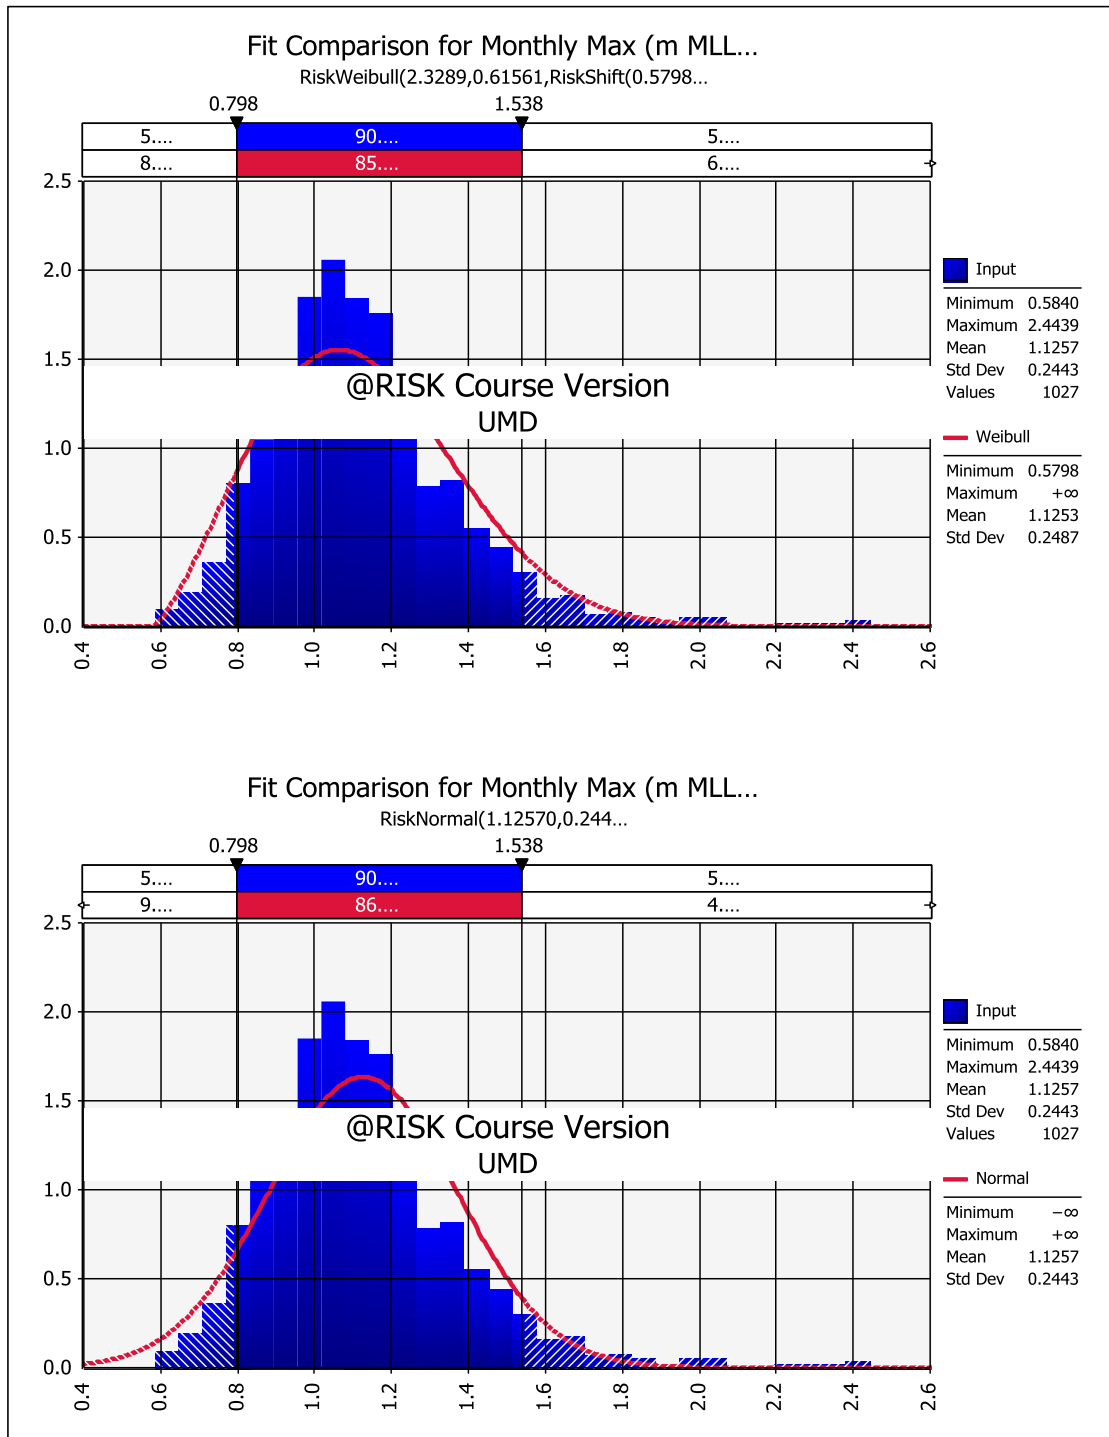 Fit Comparison for Monthly Max (m MLL...
RiskWeibull(2.3289,0.61561,RiskShift(0.5798...
0.798 1.538
5.... 90.... 5....
8.... 85.... 6....
2.5
2.0
1.5
1.0
0.5
0.0
@RISK Course Version
UMD
0.4 0.6 0.8 1.0 1.2 1.4 1.6 1.8 2.0 2.2 2.4 2.6
Input
Minimum 0.5840
Maximum 2.4439
Mean 1.1257
Std Dev 0.2443
Values 1027
Weibull
Minimum 0.5798
Maximum +∞
Mean 1.1253
Std Dev 0.2487
Fit Comparison for Monthly Max (m MLL...
RiskNormal(1.12570,0.244...
0.798 1.538
5.... 90.... 5....
9.... 86.... 4....
2.5
2.0
1.5
1.0
0.5
0.0
@RISK Course Version
UMD
0.4 0.6 0.8 1.0 1.2 1.4 1.6 1.8 2.0 2.2 2.4 2.6
Input
Minimum 0.5840
Maximum 2.4439
Mean 1.1257
Std Dev 0.2443
Values 1027
Normal
Minimum −∞
Maximum +∞
Mean 1.1257
Std Dev 0.2443